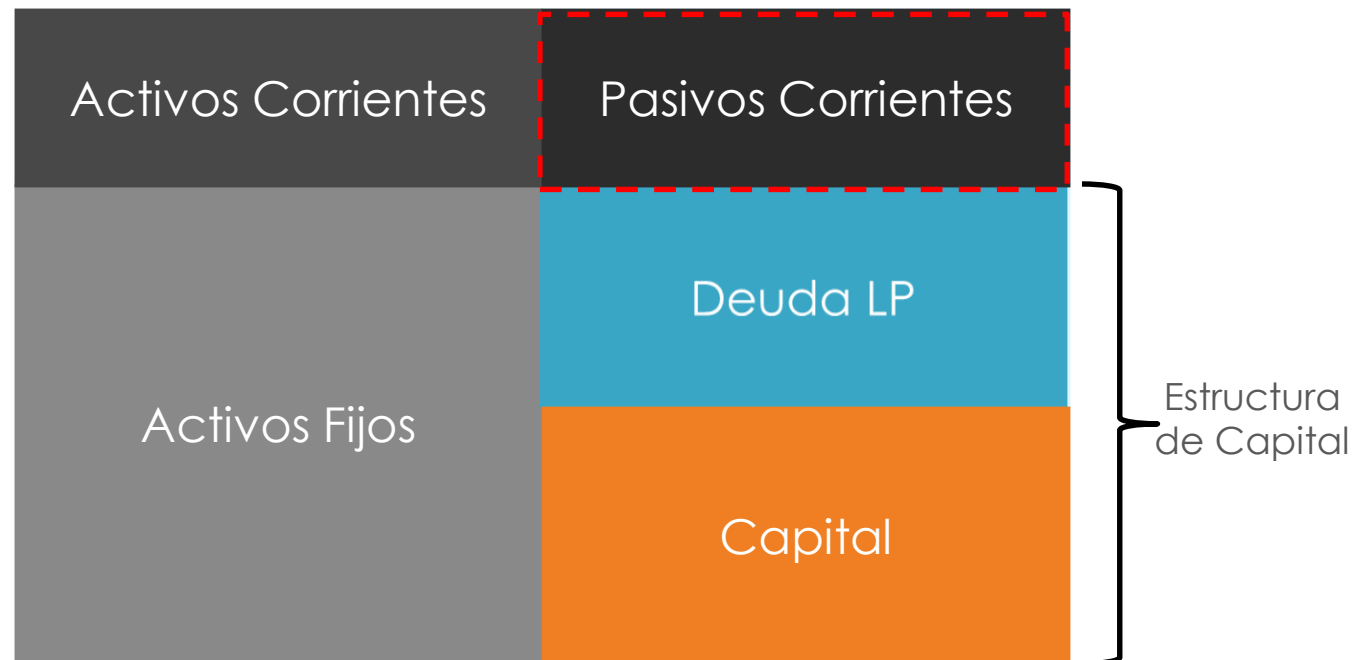 Activos Corrientes
Pasivos Corrientes
Deuda LP
Activos Fijos
Capital
Estructura
de Capital